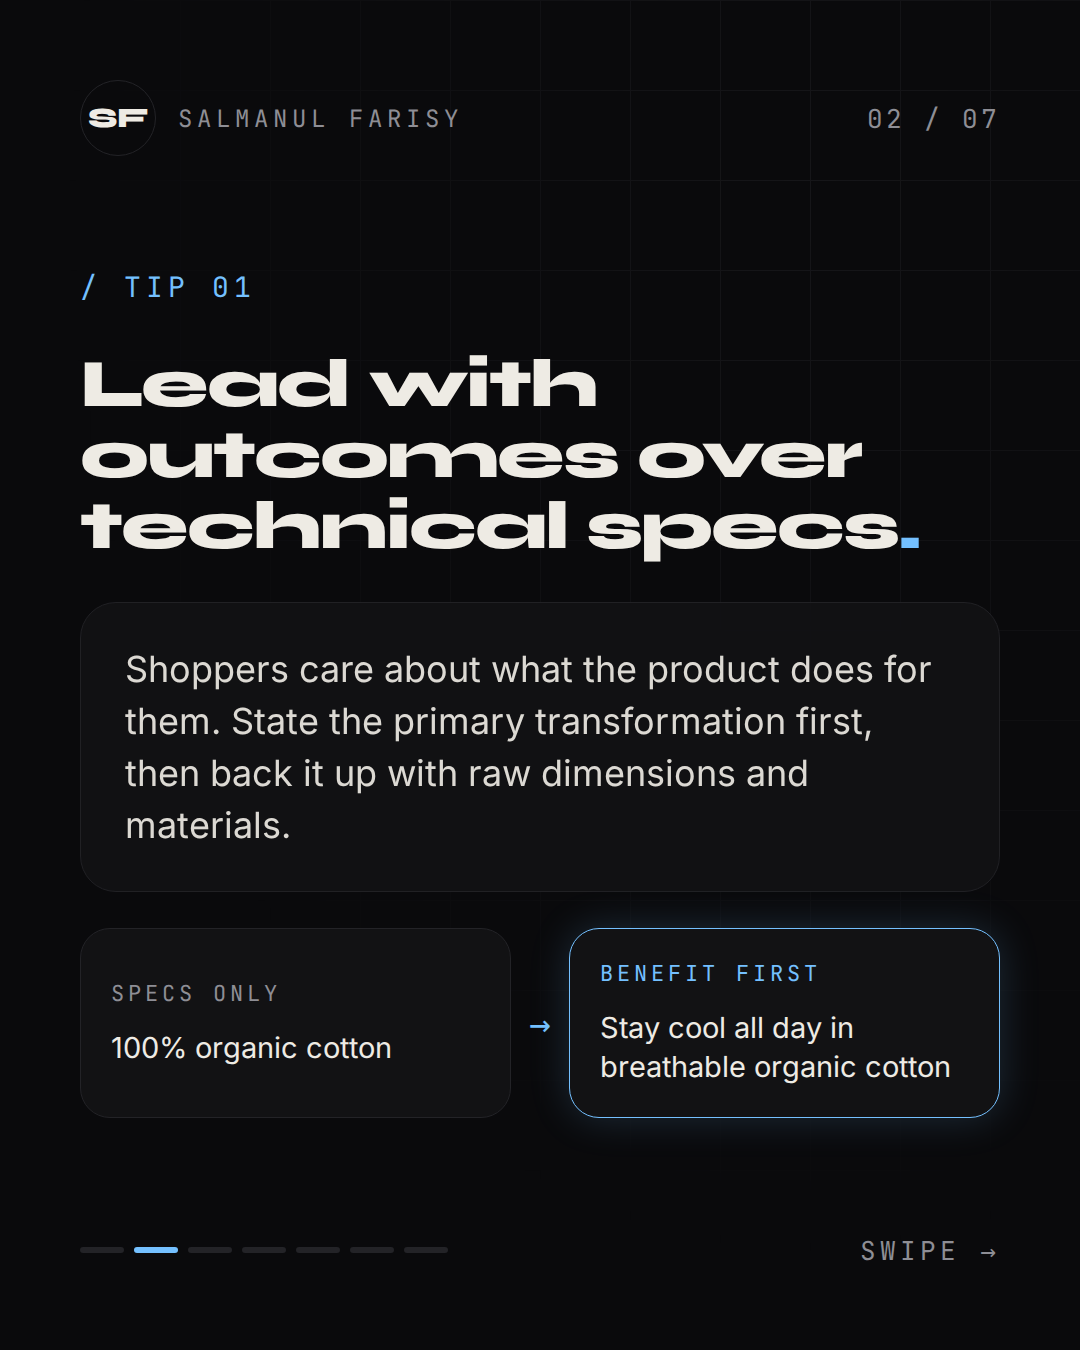 SF SALMANUL FARISY
02 / 07
/ TIP 01
Lead with
outcomes over
technical specs.
Shoppers care about what the product does for
them. State the primary transformation first,
then back it up with raw dimensions and
materials.
SPECS ONLY
100% organic cotton
→
BENEFIT FIRST
Stay cool all day in
breathable organic cotton
SWIPE →